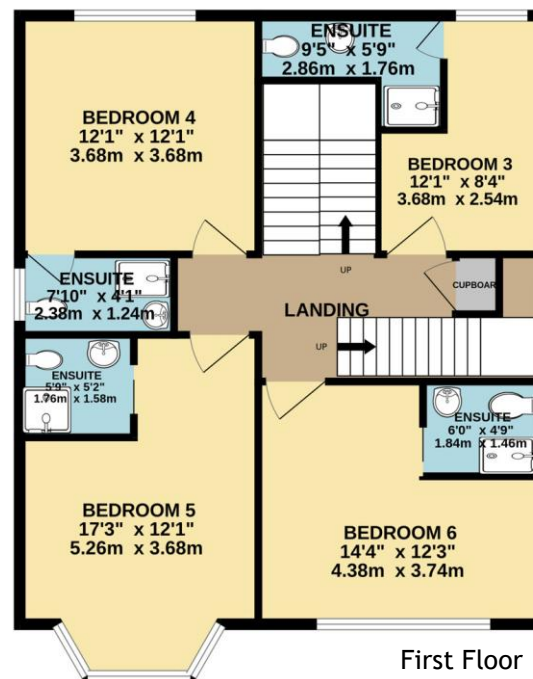 ENSUITE
9'5" x 5'9"
2.86m x 1.76m
BEDROOM 4
12'1" x 12'1"
3.68m x 3.68m
BEDROOM 3
12'1" x 8'4"
3.68m x 2.54m
UP
ENSUITE
7'10" x 4'1"
2.38m x 1.24m
CUPBOAR
LANDING
UP
ENSUITE
5'9" x 5'2"
1.76m x 1.58m
ENSUITE
6'0" x 4'9"
1.84m x 1.46m
BEDROOM 5
17'3" x 12'1"
5.26m x 3.68m
BEDROOM 6
14'4" x 12'3"
4.38m x 3.74m
First Floor